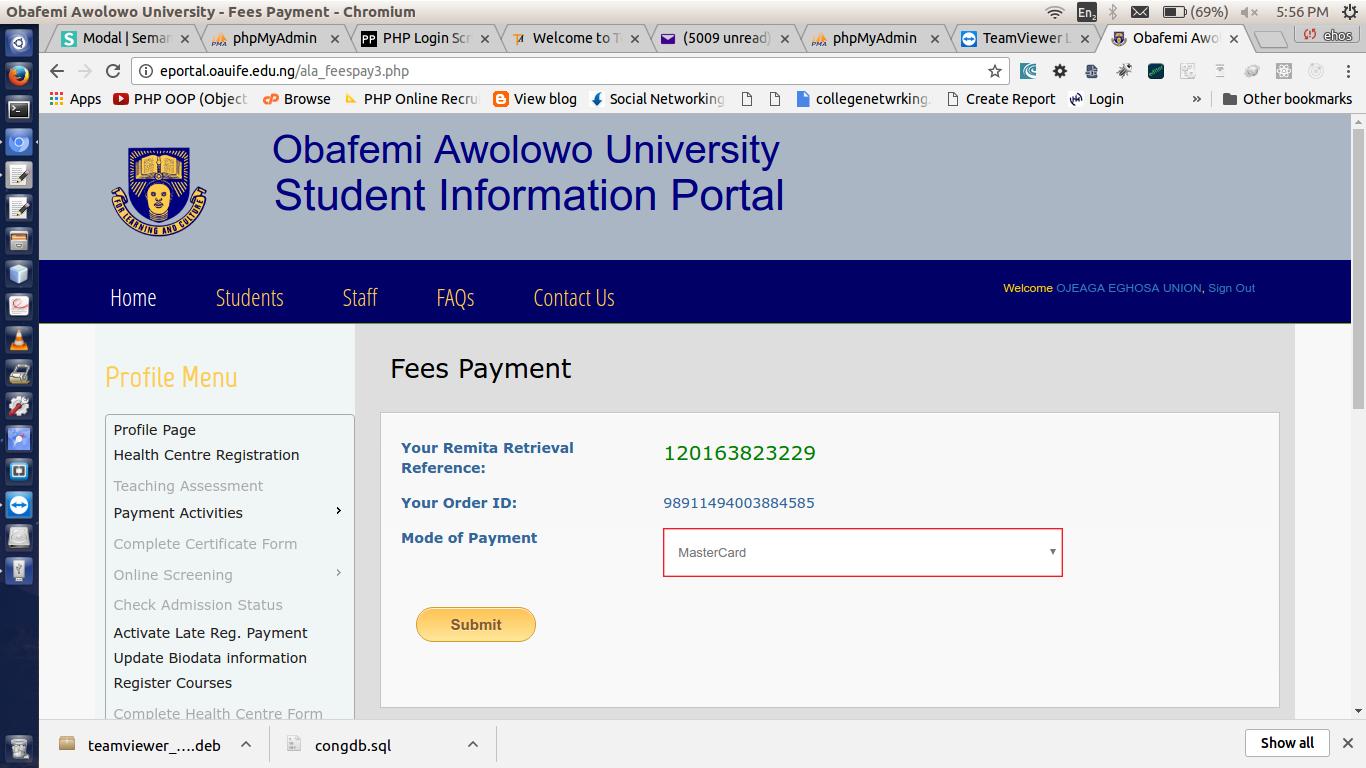 Obafemi Awolowo University - Fees Payment - Chromium
En2
(69%)
5:56 PM
Modal | Seman
phpMyAdmin
PHP Login Scr
Welcome to T
(5009 unread)
phpMyAdmin
TeamViewer L
Obafemi Awol
ehos
eportal.oauife.edu.ng/ala_feespay3.php
Apps
PHP OOP (Object
Browse
PHP Online Recru
View blog
Social Networking
collegenetwrking.
Create Report
Login
»
Other bookmarks
FOR LEARNING AND CULTURE
Obafemi Awolowo University
Student Information Portal
Home
Students
Staff
FAQs
Contact Us
Welcome OJEAGA EGHOSA UNION, Sign Out
Profile Menu
Profile Page
Health Centre Registration
Teaching Assessment
Payment Activities
Complete Certificate Form
Online Screening
Check Admission Status
Activate Late Reg. Payment
Update Biodata information
Register Courses
Complete Health Centre Form
Fees Payment
Your Remita Retrieval
Reference:
120163823229
Your Order ID:
98911494003884585
Mode of Payment
MasterCard
Submit
teamviewer_....deb
congdb.sql
Show all